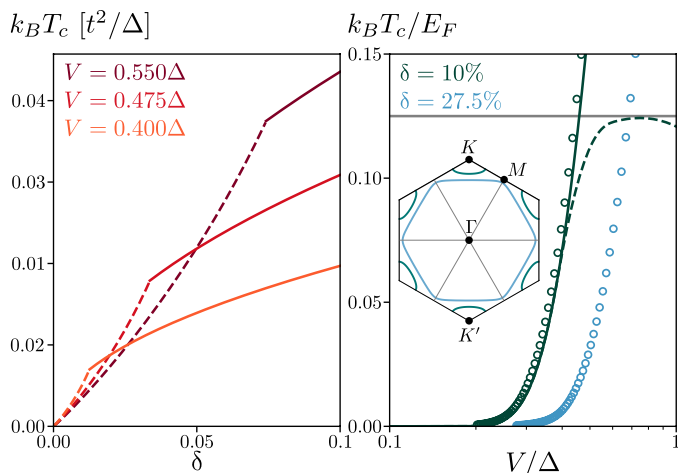 k_B T_c [t²/Δ]
V = 0.550Δ
V = 0.475Δ
V = 0.400Δ
0.04
0.03
0.01
0.02
0.00
0.00
0.05
0.1
δ
k_B T_c/E_F
δ = 10%
δ = 27.5%
K
M
Γ
K′
0.15
0.10
0.05
0.00
0.1
1
V/Δ